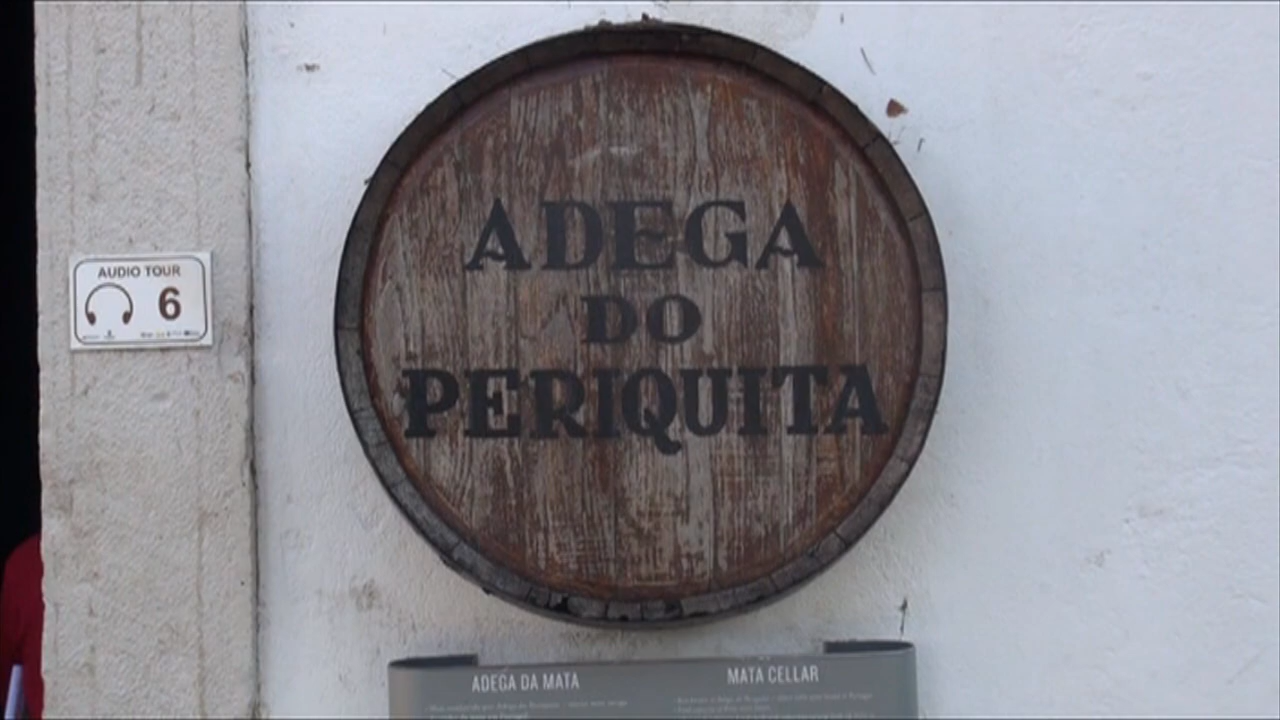 AUDIO TOUR
6
ADEGA
DO
PERIQUITA
ADEGA DA MATA
MATA CELLAR